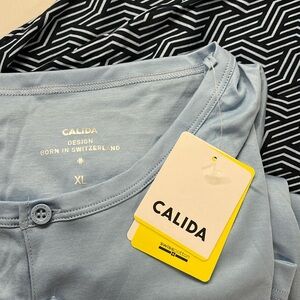 CALIDA
DESIGN
BORN IN SWITZERLAND
XL
CALIDA